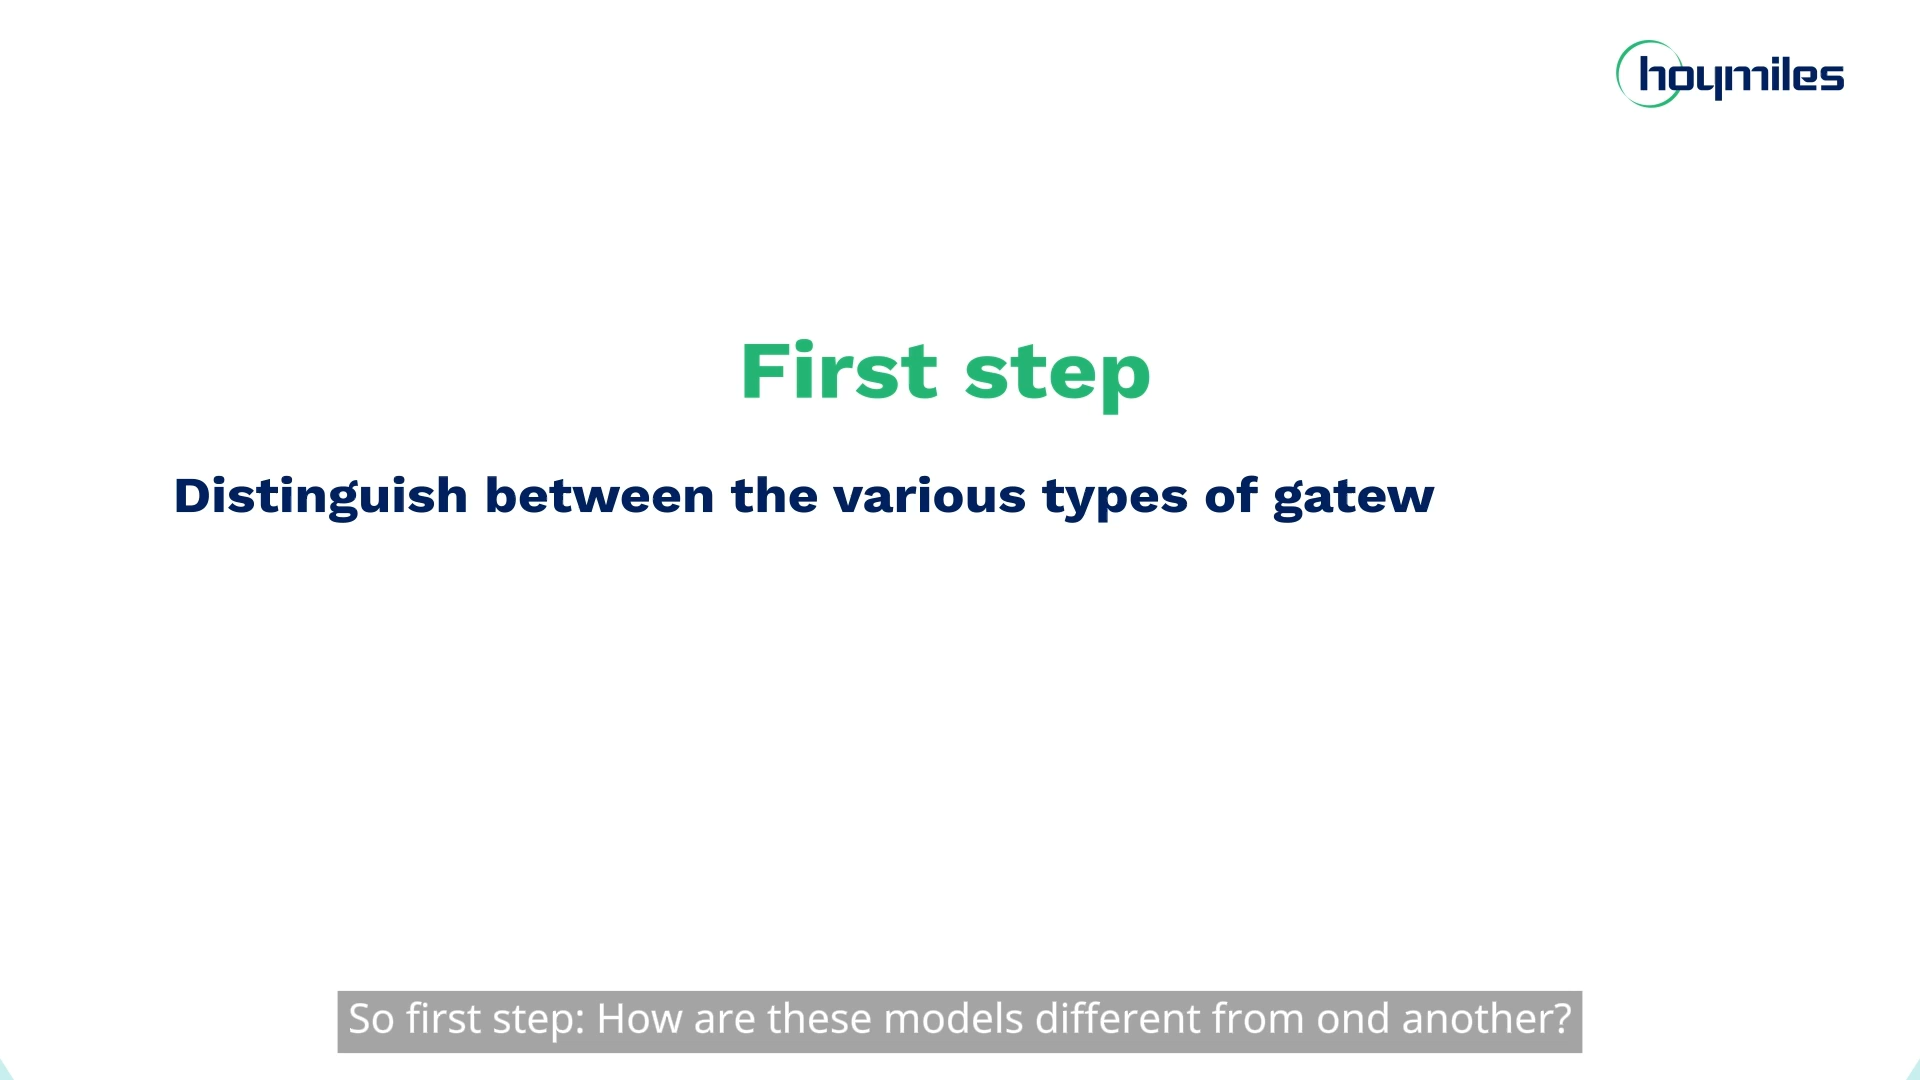 hoymiles
First step
Distinguish between the various types of gatew
So first step: How are these models different from ond another?